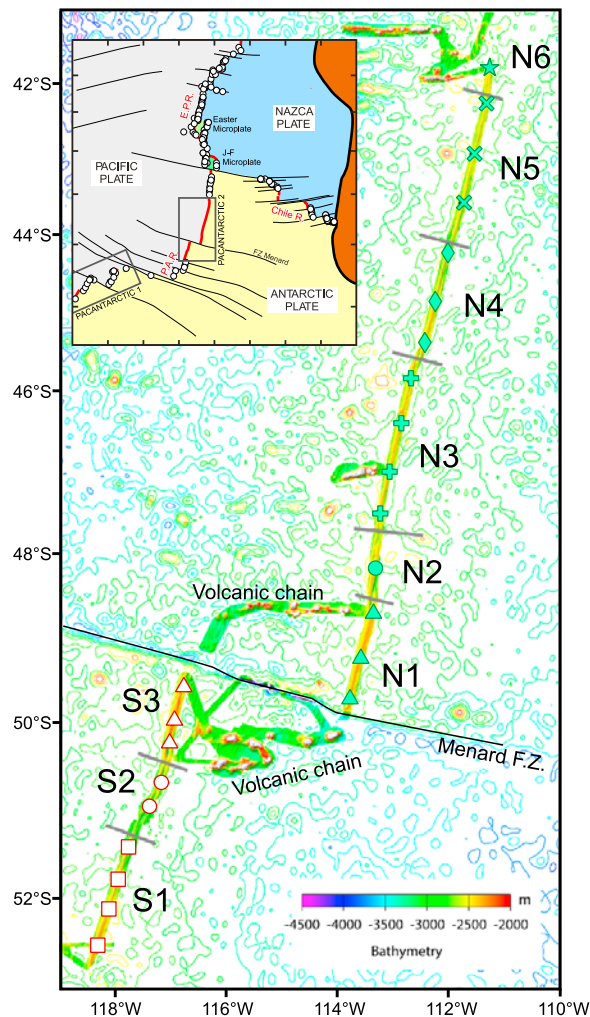 42°S
44°S
46°S
48°S
50°S
52°S
118°W
116°W
114°W
112°W
110°W
E.P.R.
Easter
Microplate
NAZCA
PLATE
J-F
Microplate
PACIFIC
PLATE
Chile R.
PACANTARCTIC 2
FZ Menard
P.A.R.
PACANTARCTIC 1
ANTARCTIC
PLATE
N6
N5
N4
N3
N2
N1
Volcanic chain
S3
S2
S1
Volcanic chain
Menard F.Z.
m
-4500 -4000 -3500 -3000 -2500 -2000
Bathymetry